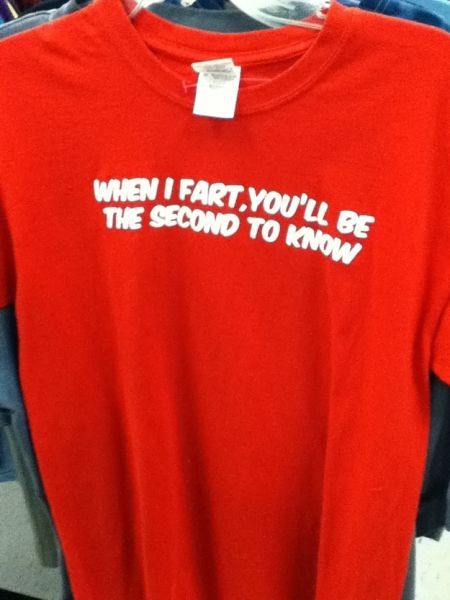 WHEN I FART,YOU'LL BE
THE SECOND TO KNOW